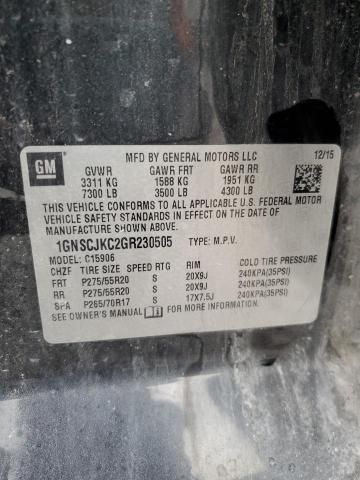 GM
MFD BY GENERAL MOTORS LLC 12/15
GVWR GAWR FRT GAWR RR
3311 KG 1588 KG 1951 KG
7300 LB 3500 LB 4300 LB
THIS VEHICLE CONFORMS TO ALL APPLICABLE U.S. FEDERAL MOTOR
VEHICLE SAFETY AND THEFT PREVENTION STANDARDS IN EFFECT ON THE DATE OF
MANUFACTURE SHOWN ABOVE.
1GNSCJKC2GR230505 TYPE: M.P.V.
MODEL: C15906
CHZF TIRE SIZE SPEED RTG RIM COLD TIRE PRESSURE
FRT P275/55R20 S 20X9J 240KPA(35PSI)
RR P275/55R20 S 20X9J 240KPA(35PSI)
SPA P265/70R17 S 17X7.5J 240KPA(35PSI)
SEE OWNER'S MANUAL FOR MORE INFORMATION.